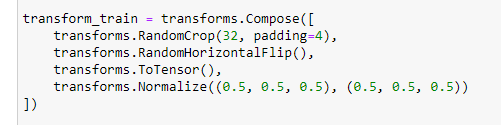 transform_train = transforms.Compose([
    transforms.RandomCrop(32, padding=4),
    transforms.RandomHorizontalFlip(),
    transforms.ToTensor(),
    transforms.Normalize((0.5, 0.5, 0.5), (0.5, 0.5, 0.5))
])